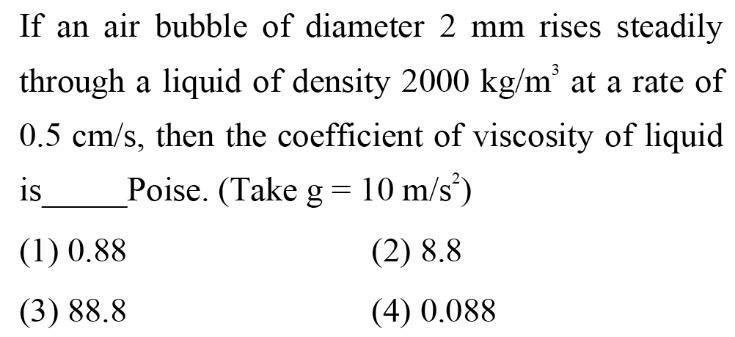 If an air bubble of diameter 2 mm rises steadily
through a liquid of density 2000 kg/m³ at a rate of
0.5 cm/s, then the coefficient of viscosity of liquid
is_____Poise. (Take g = 10 m/s²)
(1) 0.88 (2) 8.8
(3) 88.8 (4) 0.088